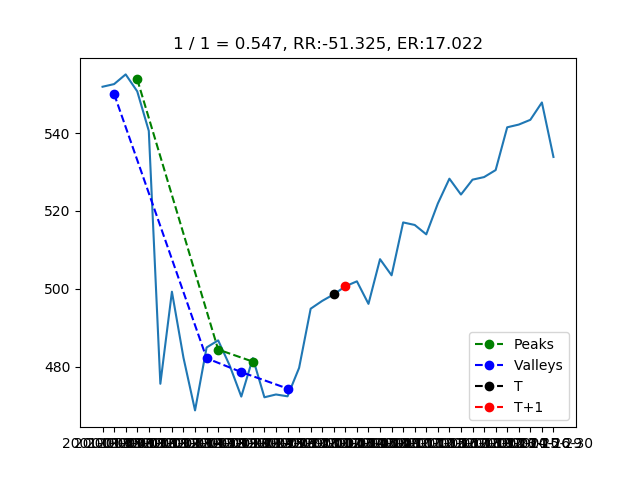 1 / 1 = 0.547, RR:-51.325, ER:17.022
540
520
500
480
Peaks
Valleys
T
T+1